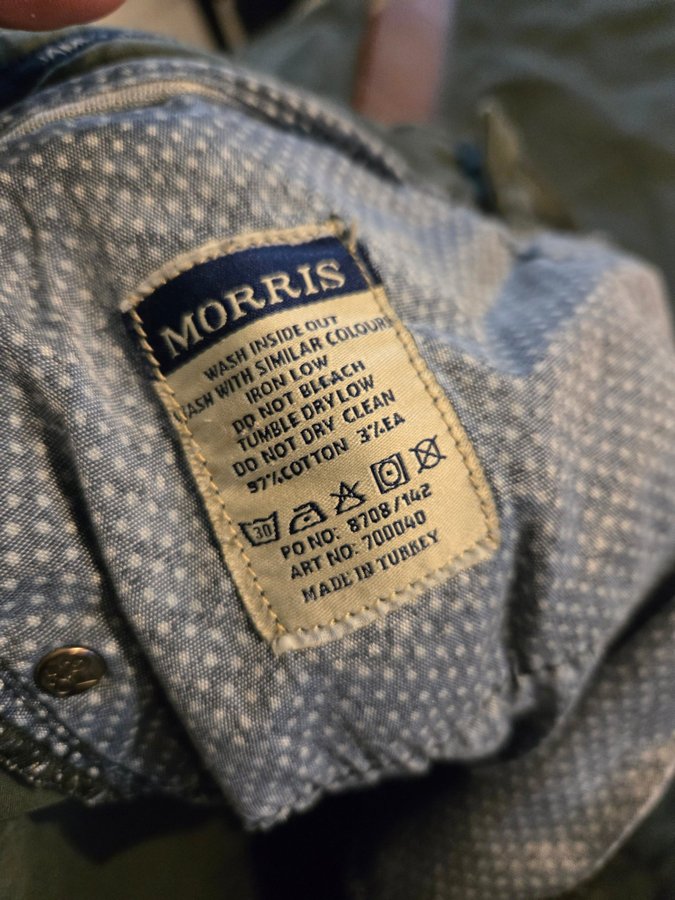 MORRIS
WASH INSIDE OUT
WASH WITH SIMILAR COLOURS
IRON LOW
DO NOT BLEACH
TUMBLE DRY LOW
DO NOT DRY CLEAN
97%COTTON 3%EA
30
PO NO: 8708/142
ART NO: 700040
MADE IN TURKEY